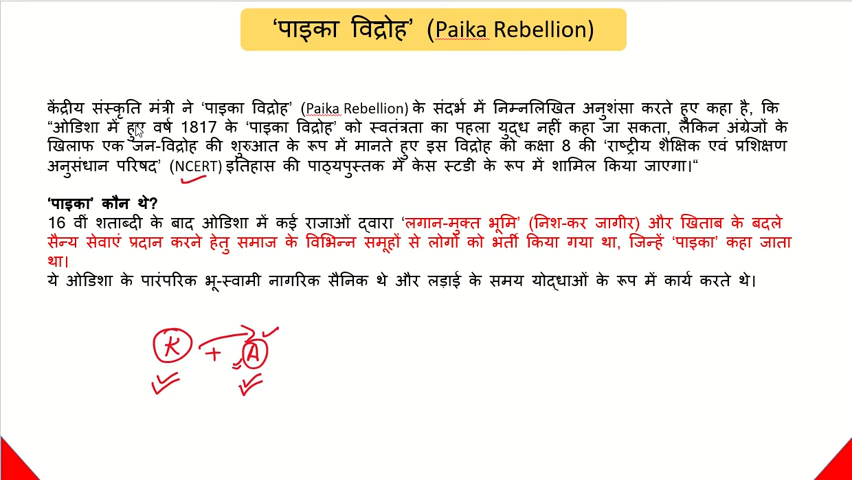 ‘पाइका विद्रोह’ (Paika Rebellion)
केंद्रीय संस्कृति मंत्री ने ‘पाइका विद्रोह’ (Paika Rebellion) के संदर्भ में निम्नलिखित अनुशंसा करते हुए कहा है, कि
“ओडिशा में हुए वर्ष 1817 के ‘पाइका विद्रोह’ को स्वतंत्रता का पहला युद्ध नहीं कहा जा सकता, लेकिन अंग्रेजों के
खिलाफ एक जन-विद्रोह की शुरुआत के रूप में मानते हुए इस विद्रोह को कक्षा 8 की ‘राष्ट्रीय शैक्षिक एवं प्रशिक्षण
अनुसंधान परिषद’ (NCERT) इतिहास की पाठ्यपुस्तक में केस स्टडी के रूप में शामिल किया जाएगा।“
‘पाइका’ कौन थे?
16 वीं शताब्दी के बाद ओडिशा में कई राजाओं द्वारा ‘लगान-मुक्त भूमि’ (निश-कर जागीर) और खिताब के बदले
सैन्य सेवाएं प्रदान करने हेतु समाज के विभिन्न समूहों से लोगों को भर्ती किया गया था, जिन्हें ‘पाइका’ कहा जाता
था।
ये ओडिशा के पारंपरिक भू-स्वामी नागरिक सैनिक थे और लड़ाई के समय योद्धाओं के रूप में कार्य करते थे।
K + A